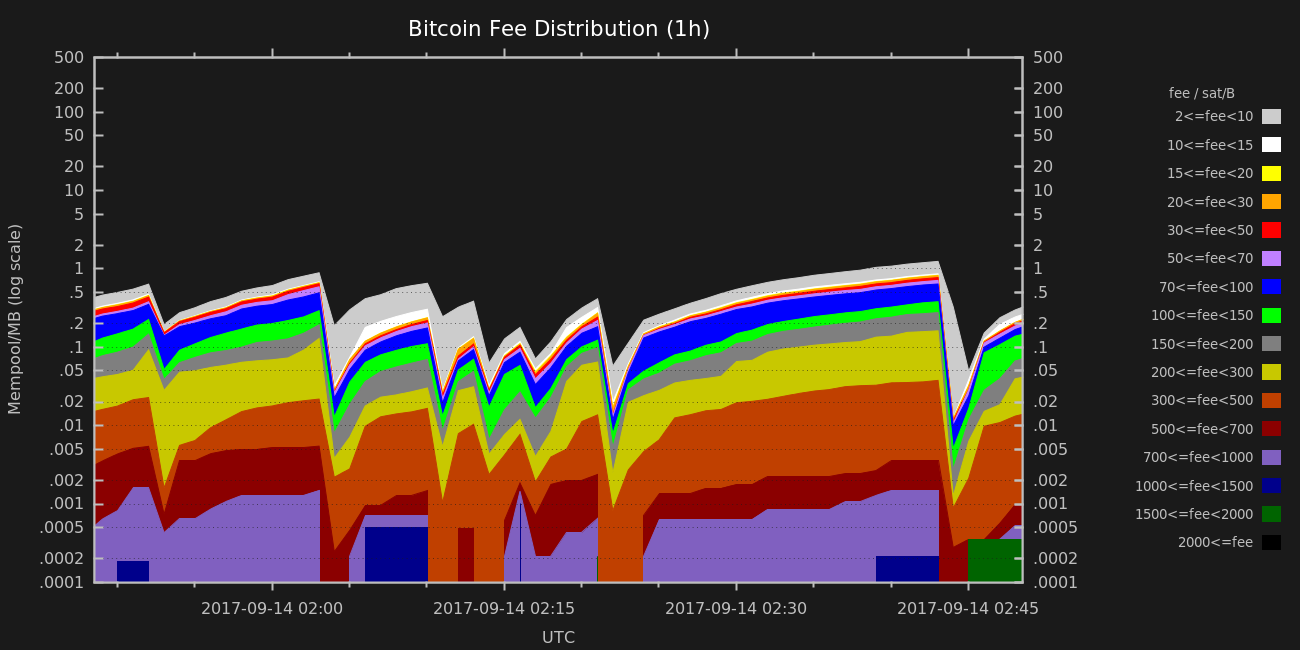 Bitcoin Fee Distribution (1h)
Mempool/MB (log scale)
500
200
100
50
20
10
5
2
1
.5
.2
.1
.05
.02
.01
.005
.002
.001
.0005
.0002
.0001
500
200
100
50
20
10
5
2
1
.5
.2
.1
.05
.02
.01
.005
.002
.001
.0005
.0002
.0001
2017-09-14 02:00
2017-09-14 02:15
2017-09-14 02:30
2017-09-14 02:45
UTC
fee / sat/B
2<=fee<10
10<=fee<15
15<=fee<20
20<=fee<30
30<=fee<50
50<=fee<70
70<=fee<100
100<=fee<150
150<=fee<200
200<=fee<300
300<=fee<500
500<=fee<700
700<=fee<1000
1000<=fee<1500
1500<=fee<2000
2000<=fee